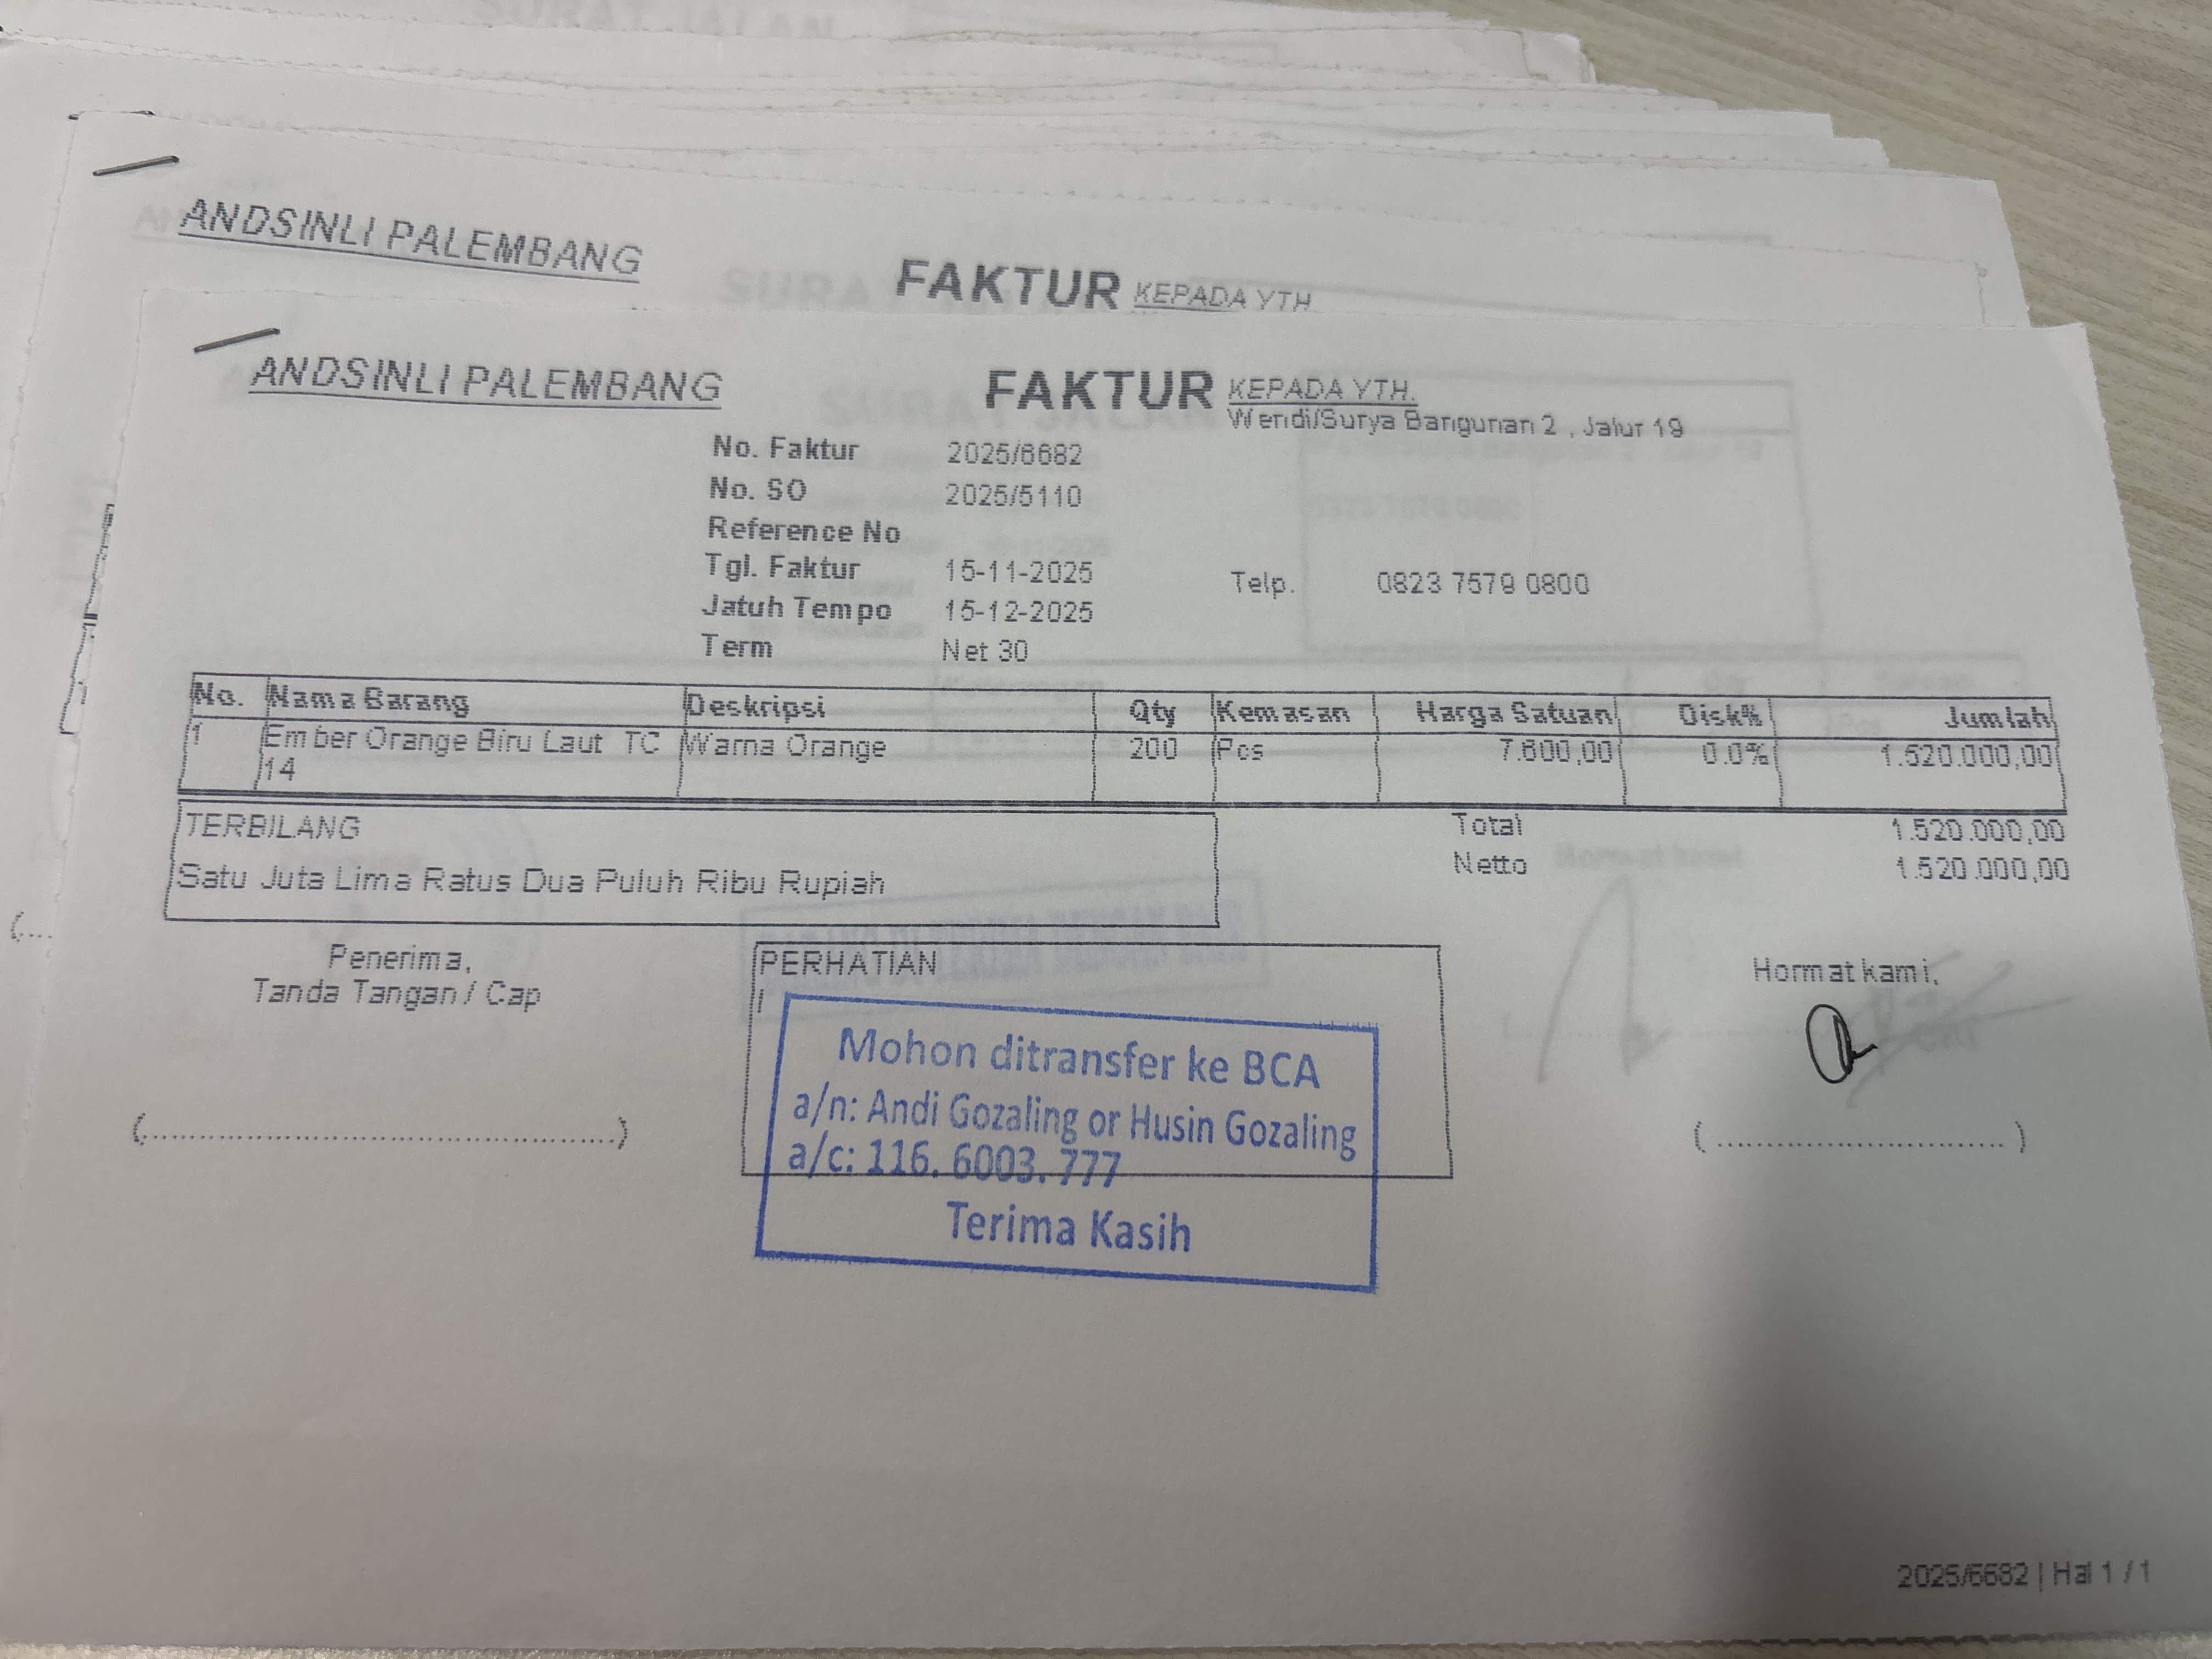 ANDSINLI PALEMBANG
FAKTUR KEPADA YTH
ANDSINLI PALEMBANG
FAKTUR KEPADA YTH.
Wendi/Surya Bangunan 2 , Jalur 19
No. Faktur 2025/6682
No. SO 2025/5110
Reference No
Tgl. Faktur 15-11-2025
Telp. 0823 7579 0800
Jatuh Tempo 15-12-2025
Term Net 30
No. Nama Barang Deskripsi Qty Kemasan Harga Satuan Disk% Jumlah
1 Ember Orange Biru Laut TC Warna Orange 200 Pcs 7.600,00 0.0% 1.520.000,00
14
TERBILANG
Total 1.520.000,00
Satu Juta Lima Ratus Dua Puluh Ribu Rupiah
Netto 1.520.000,00
Penerima,
Tanda Tangan / Cap
PERHATIAN
Hormat kami,
Mohon ditransfer ke BCA
a/n: Andi Gozaling or Husin Gozaling
a/c: 116. 6003. 777
Terima Kasih
(..................................................)
( .............................. )
2025/6682 | Hal 1 / 1